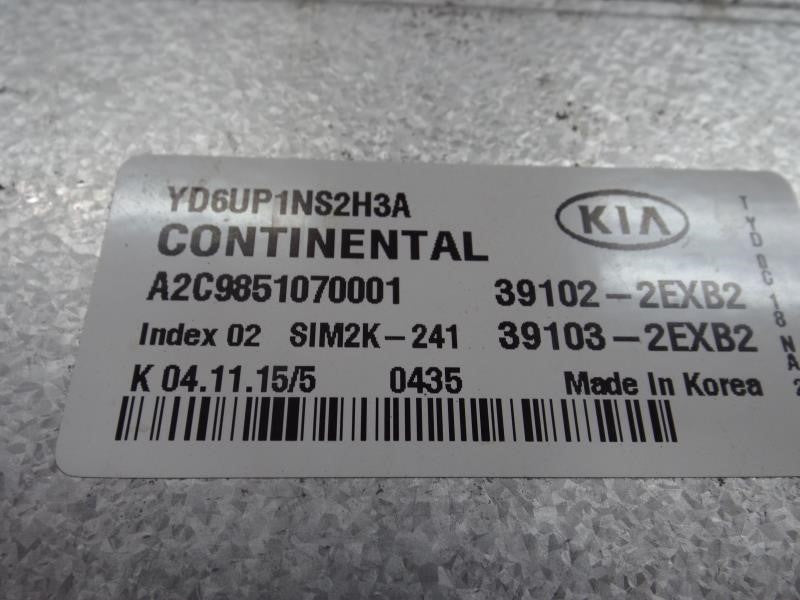 YD6UP1NS2H3A
KIA
CONTINENTAL
A2C9851070001 39102-2EXB2
Index 02 SIM2K-241 39103-2EXB2
K 04.11.15/5 0435 Made In Korea